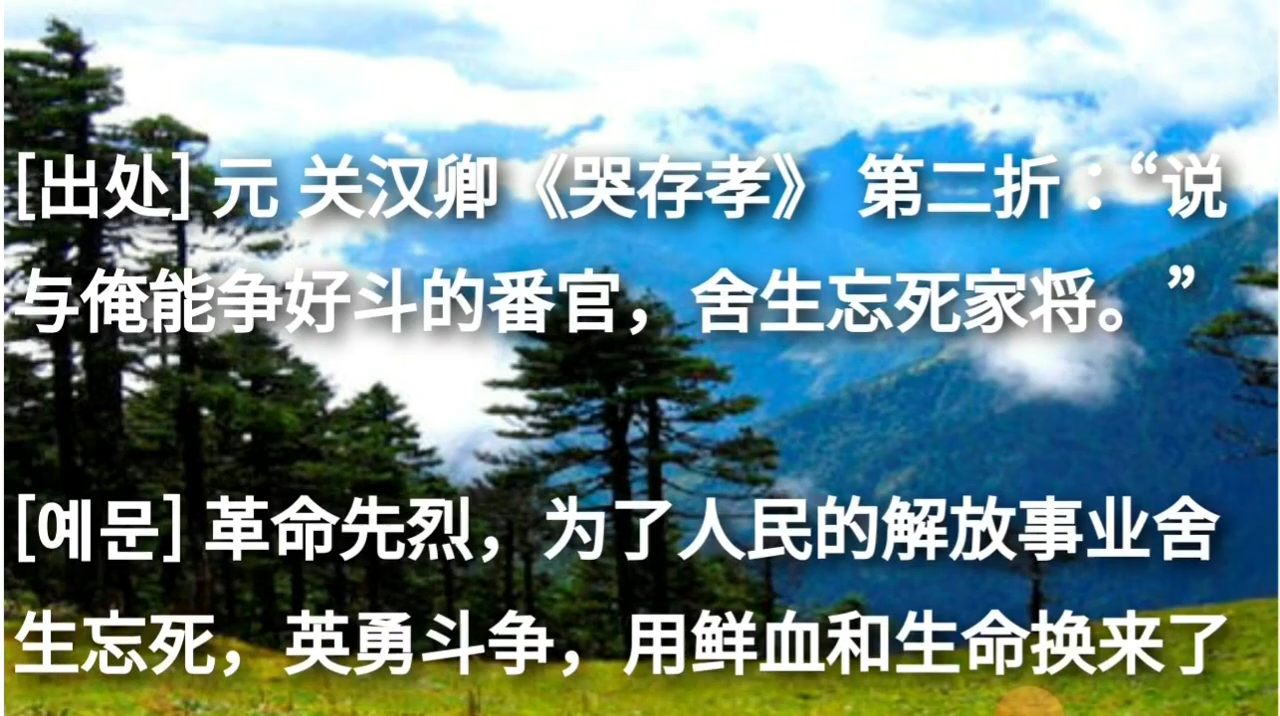 [出处] 元 关汉卿《哭存孝》 第二折：“说
与俺能争好斗的番官，舍生忘死家将。”
[예문] 革命先烈，为了人民的解放事业舍
生忘死，英勇斗争，用鲜血和生命换来了